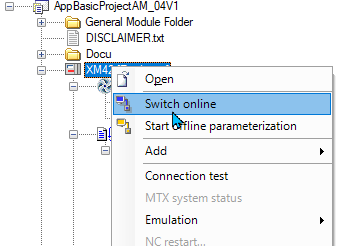 AppBasicProjectAM_04V1
General Module Folder
DISCLAIMER.txt
Docu
XM42
Open
Switch online
Start offline parameterization
Add
Connection test
MTX system status
Emulation
NC restart...